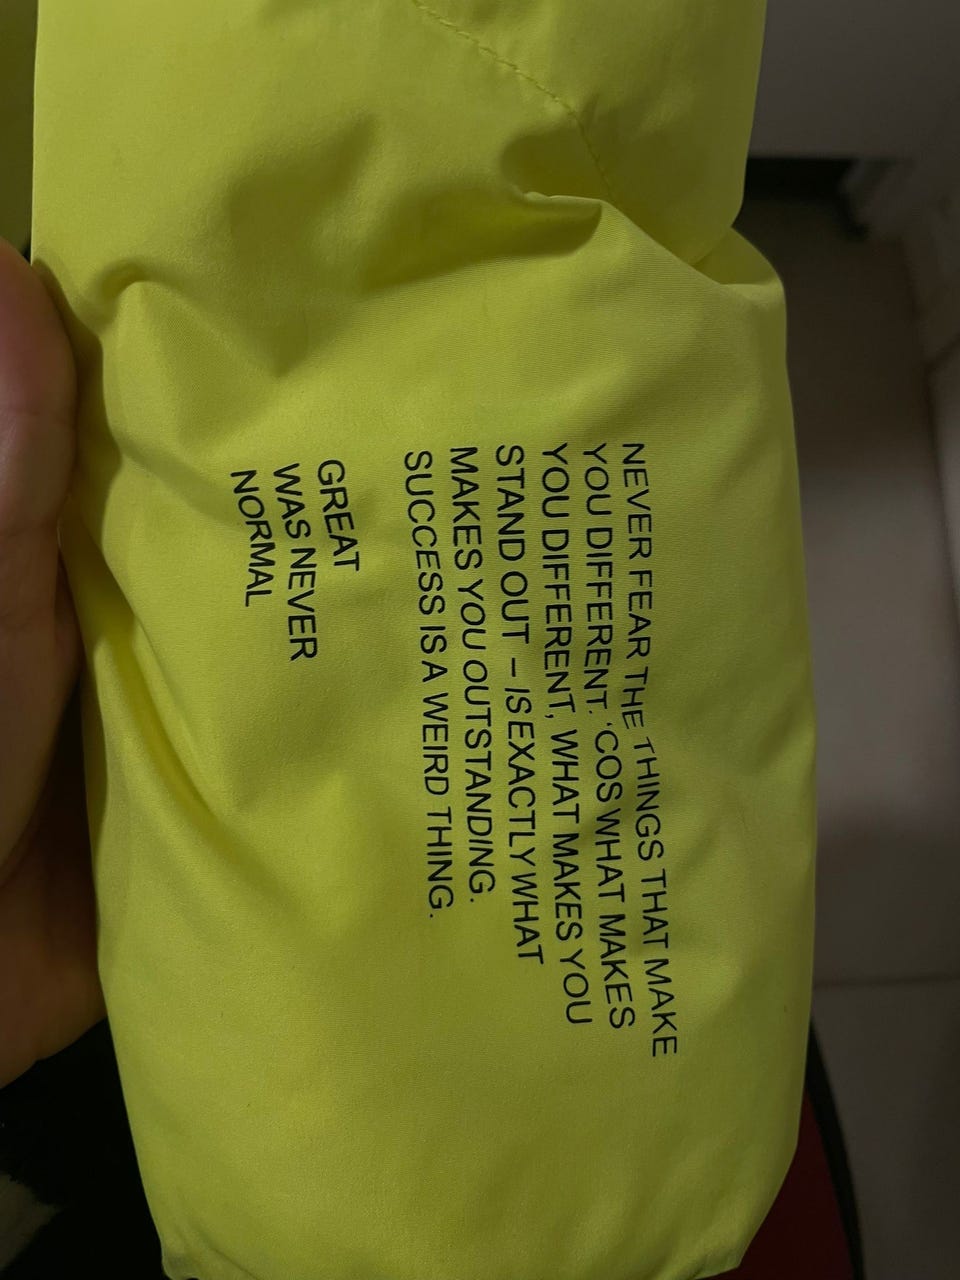 NEVER FEAR THE THINGS THAT MAKE
YOU DIFFERENT. ‘COS WHAT MAKES
YOU DIFFERENT, WHAT MAKES YOU
STAND OUT – IS EXACTLY WHAT
MAKES YOU OUTSTANDING.
SUCCESS IS A WEIRD THING.
GREAT
WAS NEVER
NORMAL